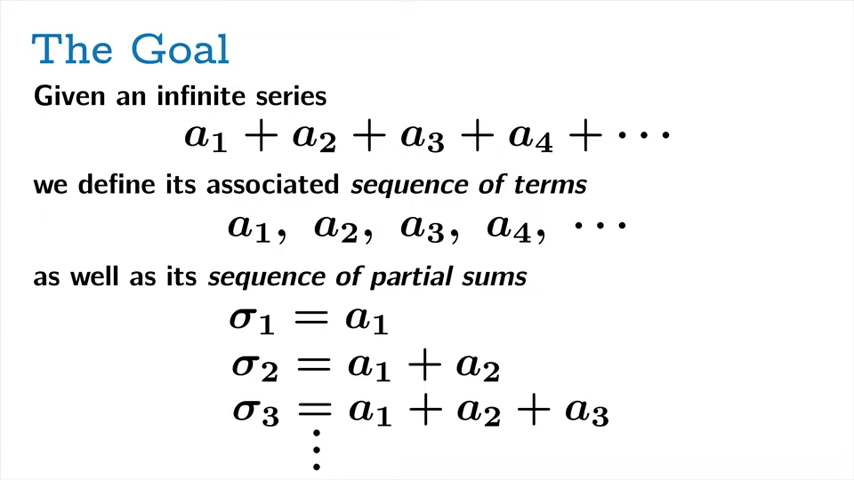 The Goal
Given an infinite series
a₁ + a₂ + a₃ + a₄ + ⋯
we define its associated sequence of terms
a₁, a₂, a₃, a₄, ⋯
as well as its sequence of partial sums
σ₁ = a₁
σ₂ = a₁ + a₂
σ₃ = a₁ + a₂ + a₃
⋮